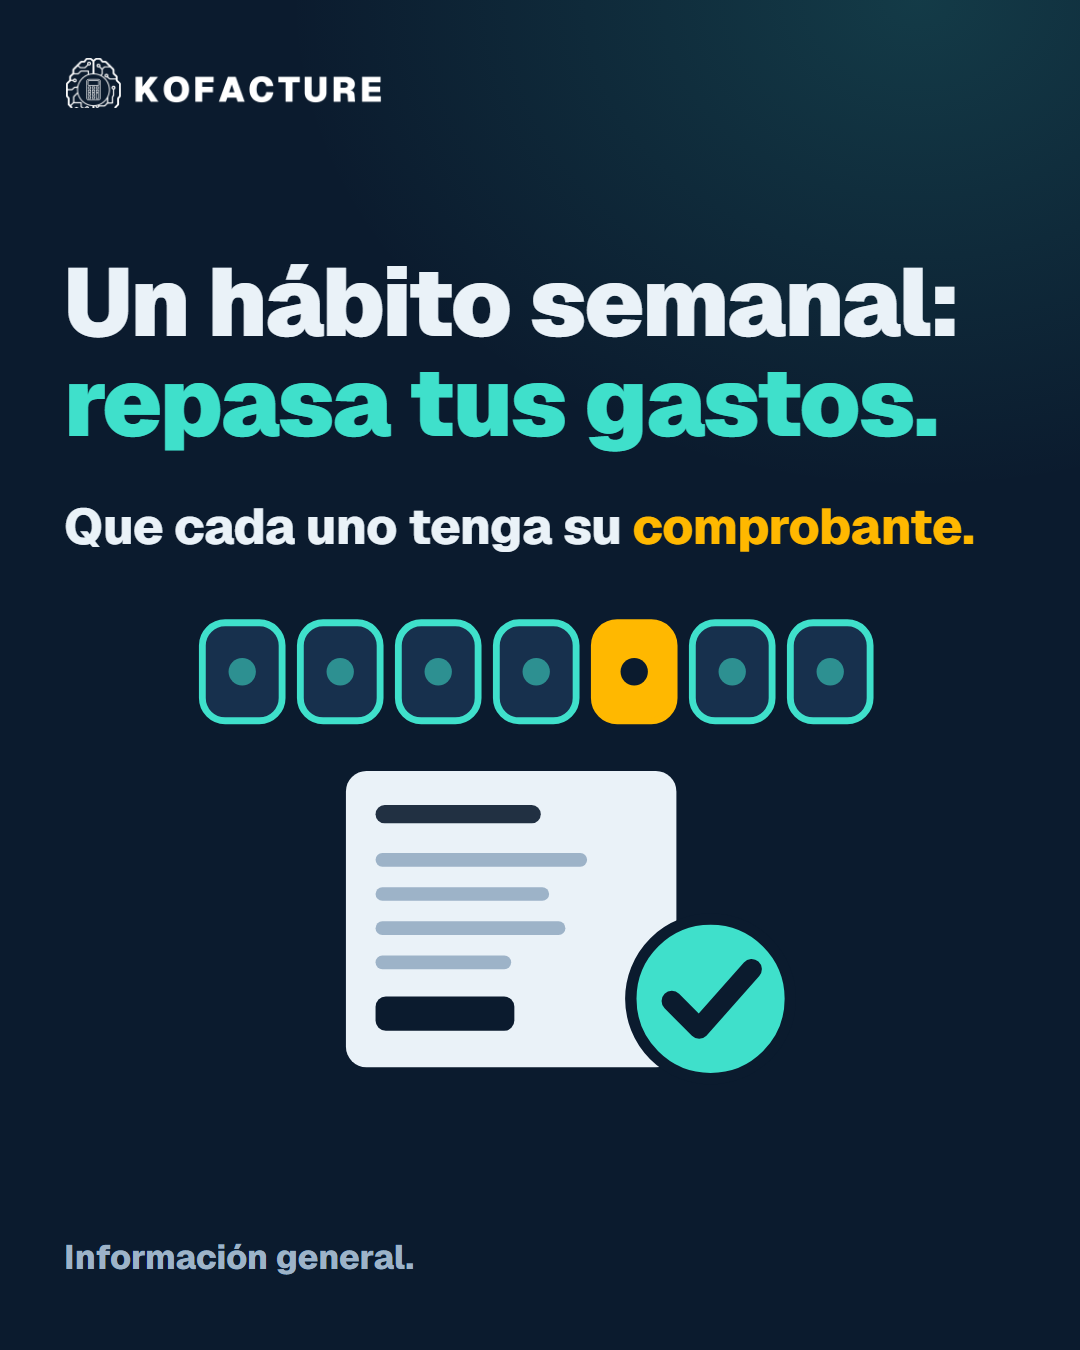 KOFACTURE
Un hábito semanal:
repasa tus gastos.
Que cada uno tenga su comprobante.
Información general.